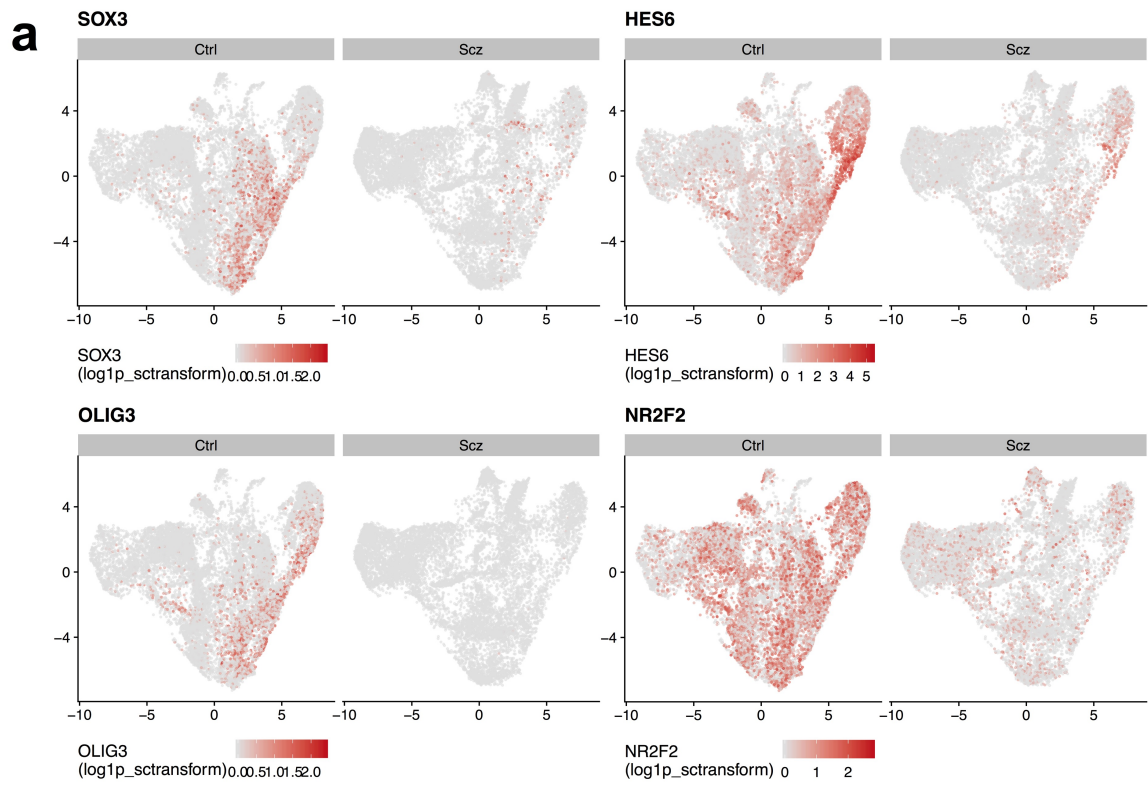 a
SOX3
Ctrl Scz
4
0
−4
−10 −5 0 5 −10 −5 0 5
SOX3
(log1p_sctransform) 0.00.51.01.52.0
HES6
Ctrl Scz
4
0
−4
−10 −5 0 5 −10 −5 0 5
HES6
(log1p_sctransform) 0 1 2 3 4 5
OLIG3
Ctrl Scz
4
0
−4
−10 −5 0 5 −10 −5 0 5
OLIG3
(log1p_sctransform) 0.00.51.01.52.0
NR2F2
Ctrl Scz
4
0
−4
−10 −5 0 5 −10 −5 0 5
NR2F2
(log1p_sctransform) 0 1 2